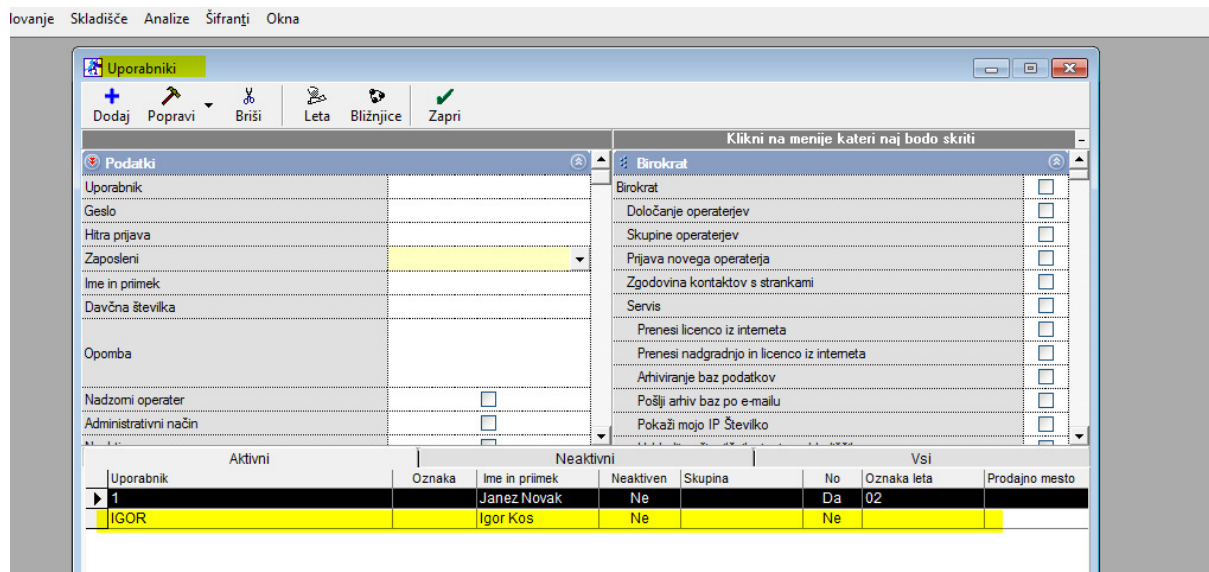 lovanje Skladišče Analize Šifranti Okna
Uporabniki
Dodaj Popravi Briši Leta Bližnjice Zapri
Klikni na menije kateri naj bodo skriti
Podatki
Uporabnik
Geslo
Hitra prijava
Zaposleni
Ime in priimek
Davčna številka
Opomba
Nadzorni operater
Administrativni način
Birokrat
Birokrat
Določanje operaterjev
Skupine operaterjev
Prijava novega operaterja
Zgodovina kontaktov s strankami
Servis
Prenesi licenco iz interneta
Prenesi nadgradnjo in licenco iz interneta
Arhiviranje baz podatkov
Pošlji arhiv baz po e-mailu
Pokaži mojo IP Številko
Aktivni Neaktivni Vsi
Uporabnik Oznaka Ime in priimek Neaktiven Skupina No Oznaka leta Prodajno mesto
1 Janez Novak Ne Da 02
IGOR Igor Kos Ne Ne